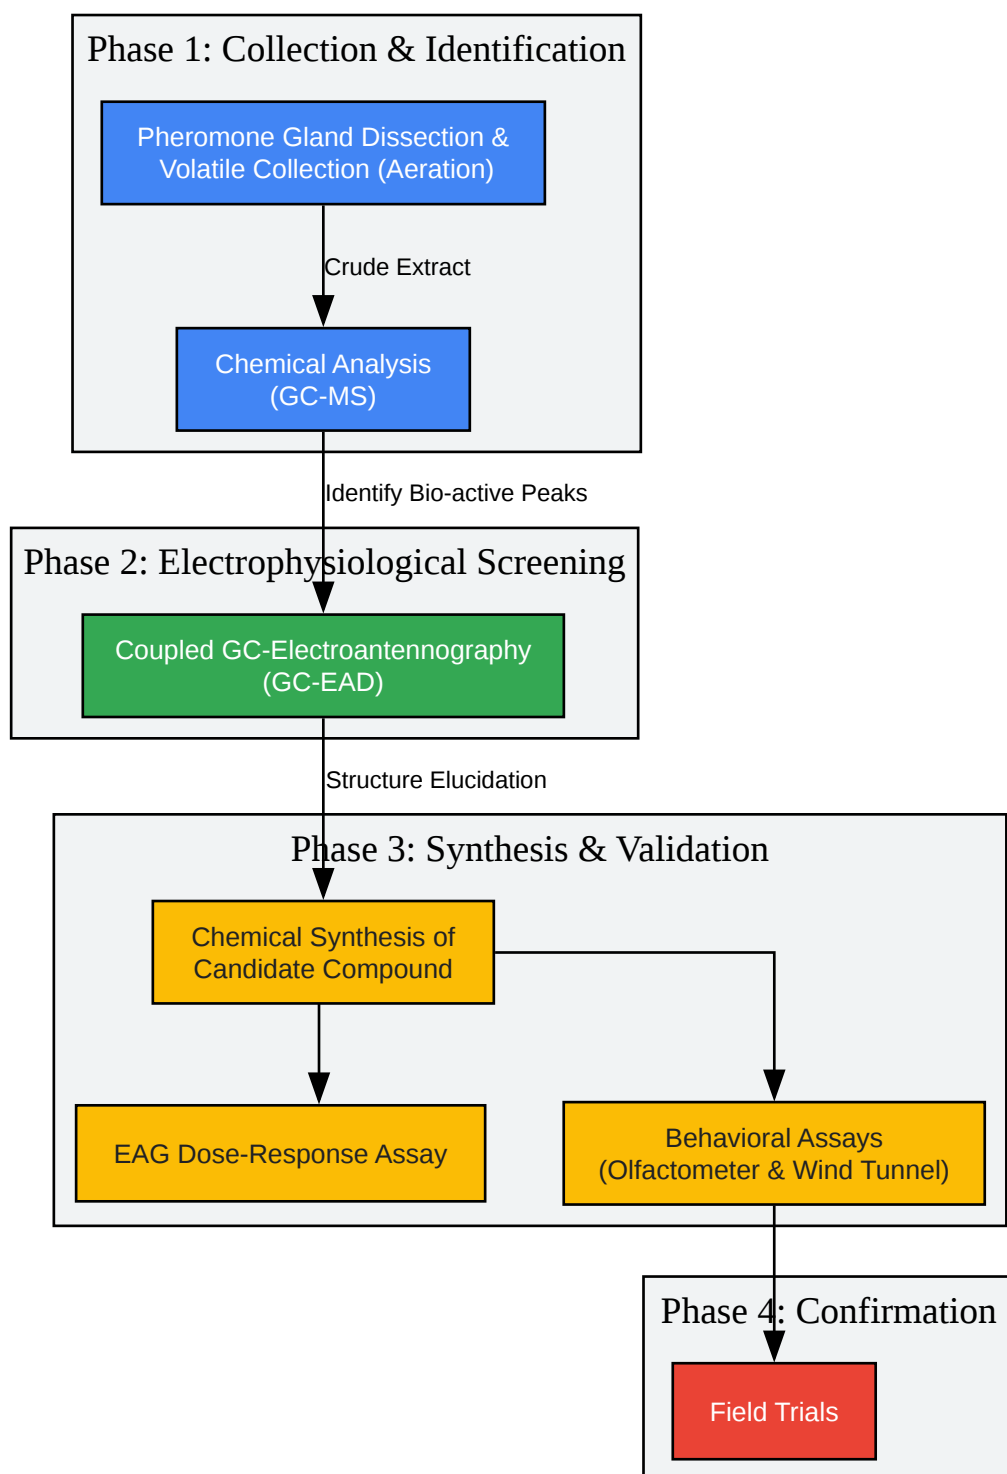 Phase 1: Collection & Identification
Pheromone Gland Dissection &
Volatile Collection (Aeration)
Crude Extract
Chemical Analysis
(GC-MS)
Identify Bio-active Peaks
Phase 2: Electrophysiological Screening
Coupled GC-Electroantennography
(GC-EAD)
Structure Elucidation
Phase 3: Synthesis & Validation
Chemical Synthesis of
Candidate Compound
EAG Dose-Response Assay
Behavioral Assays
(Olfactometer & Wind Tunnel)
Phase 4: Confirmation
Field Trials